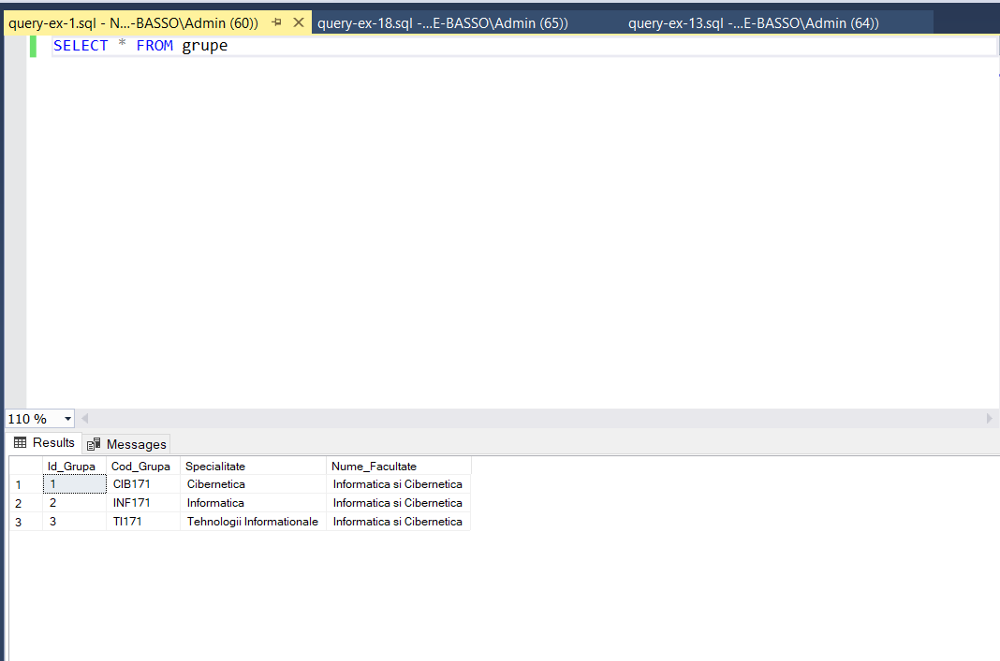 query-ex-1.sql - N...-BASSO\Admin (60)) query-ex-18.sql -...E-BASSO\Admin (65)) query-ex-13.sql -...E-BASSO\Admin (64))
SELECT * FROM grupe
110 %
Results Messages
Id_Grupa Cod_Grupa Specialitate Nume_Facultate
1 1 CIB171 Cibernetica Informatica si Cibernetica
2 2 INF171 Informatica Informatica si Cibernetica
3 3 TI171 Tehnologii Informationale Informatica si Cibernetica